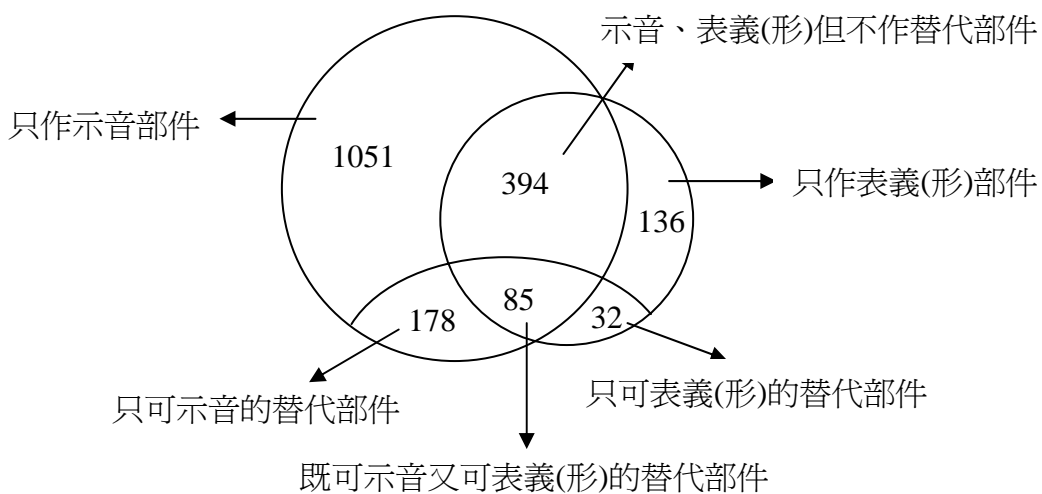 示音、表義(形)但不作替代部件
只作示音部件
1051
394
只作表義(形)部件
136
85
178
32
只可表義(形)的替代部件
只可示音的替代部件
既可示音又可表義(形)的替代部件